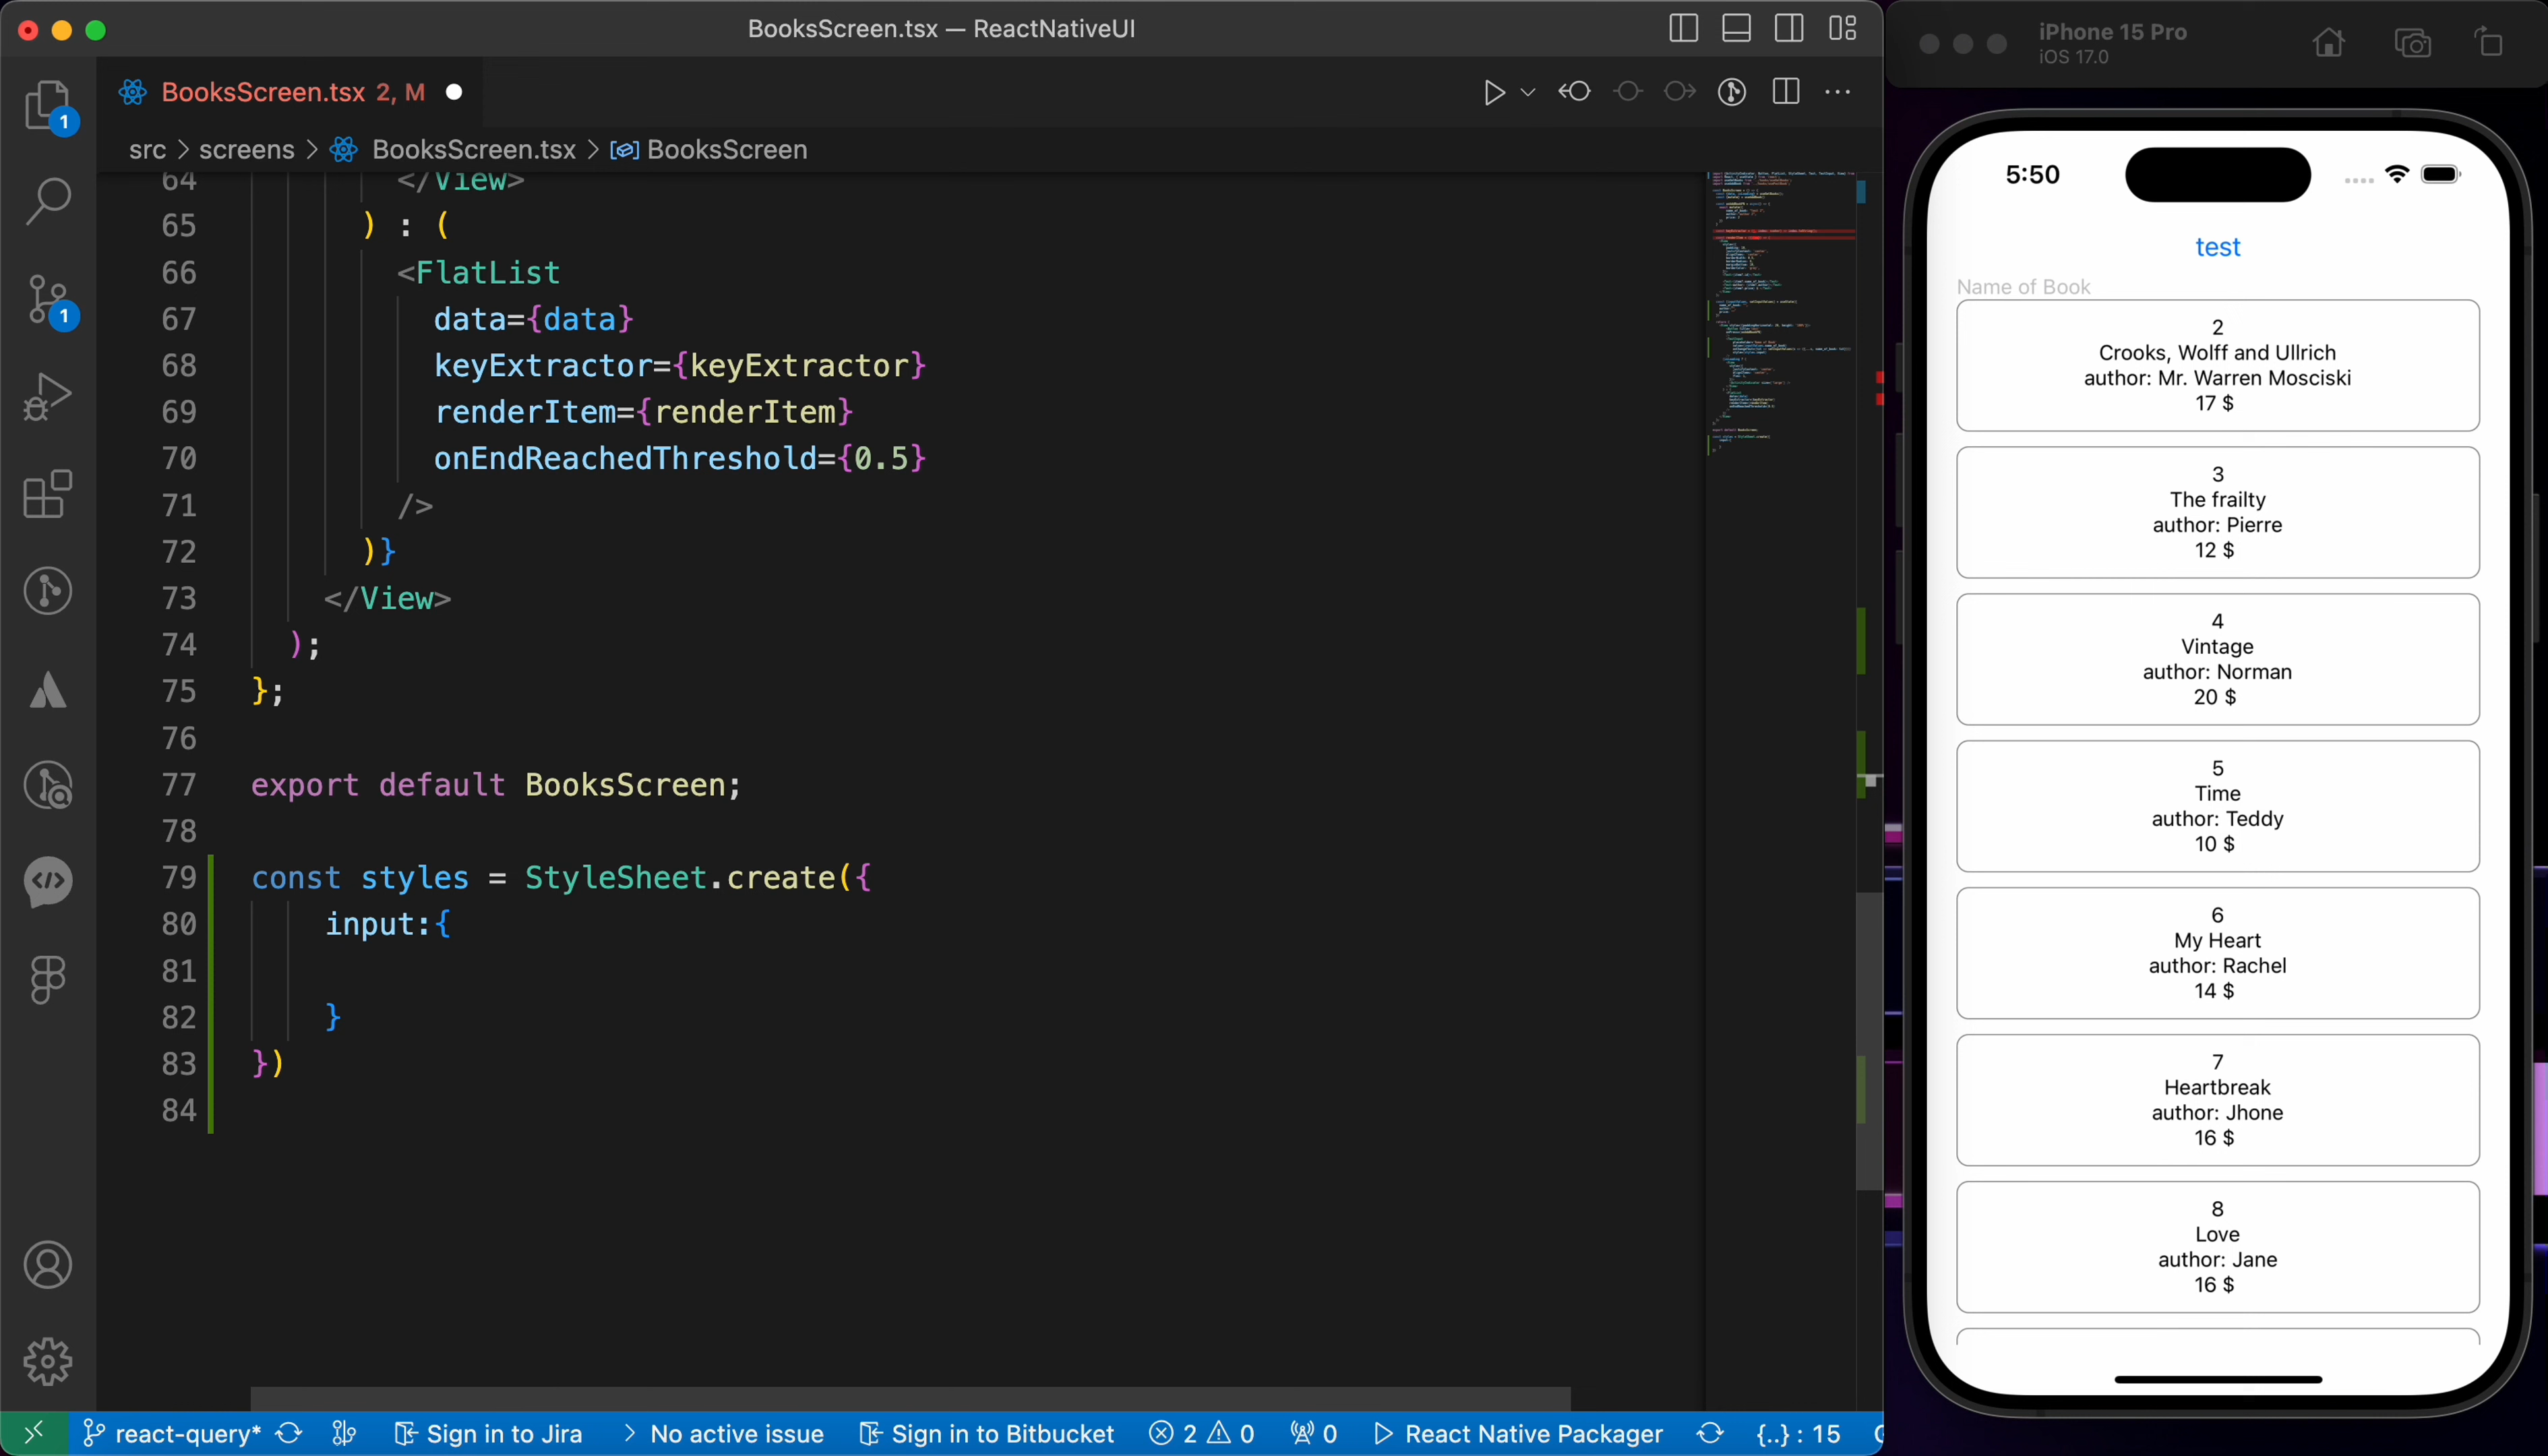 BooksScreen.tsx — ReactNativeUI
BooksScreen.tsx 2, M
src > screens > BooksScreen.tsx > BooksScreen
1
1
64 </View>
65 ) : (
66 <FlatList
67 data={data}
68 keyExtractor={keyExtractor}
69 renderItem={renderItem}
70 onEndReachedThreshold={0.5}
71 />
72 )}
73 </View>
74 );
75 };
76
77 export default BooksScreen;
78
79 const styles = StyleSheet.create({
80 input:{
81
82 }
83 })
84
react-query* Sign in to Jira > No active issue Sign in to Bitbucket 2 0 0 React Native Packager {..} : 15
iPhone 15 Pro
iOS 17.0
5:50
test
Name of Book
2
Crooks, Wolff and Ullrich
author: Mr. Warren Mosciski
17 $
3
The frailty
author: Pierre
12 $
4
Vintage
author: Norman
20 $
5
Time
author: Teddy
10 $
6
My Heart
author: Rachel
14 $
7
Heartbreak
author: Jhone
16 $
8
Love
author: Jane
16 $